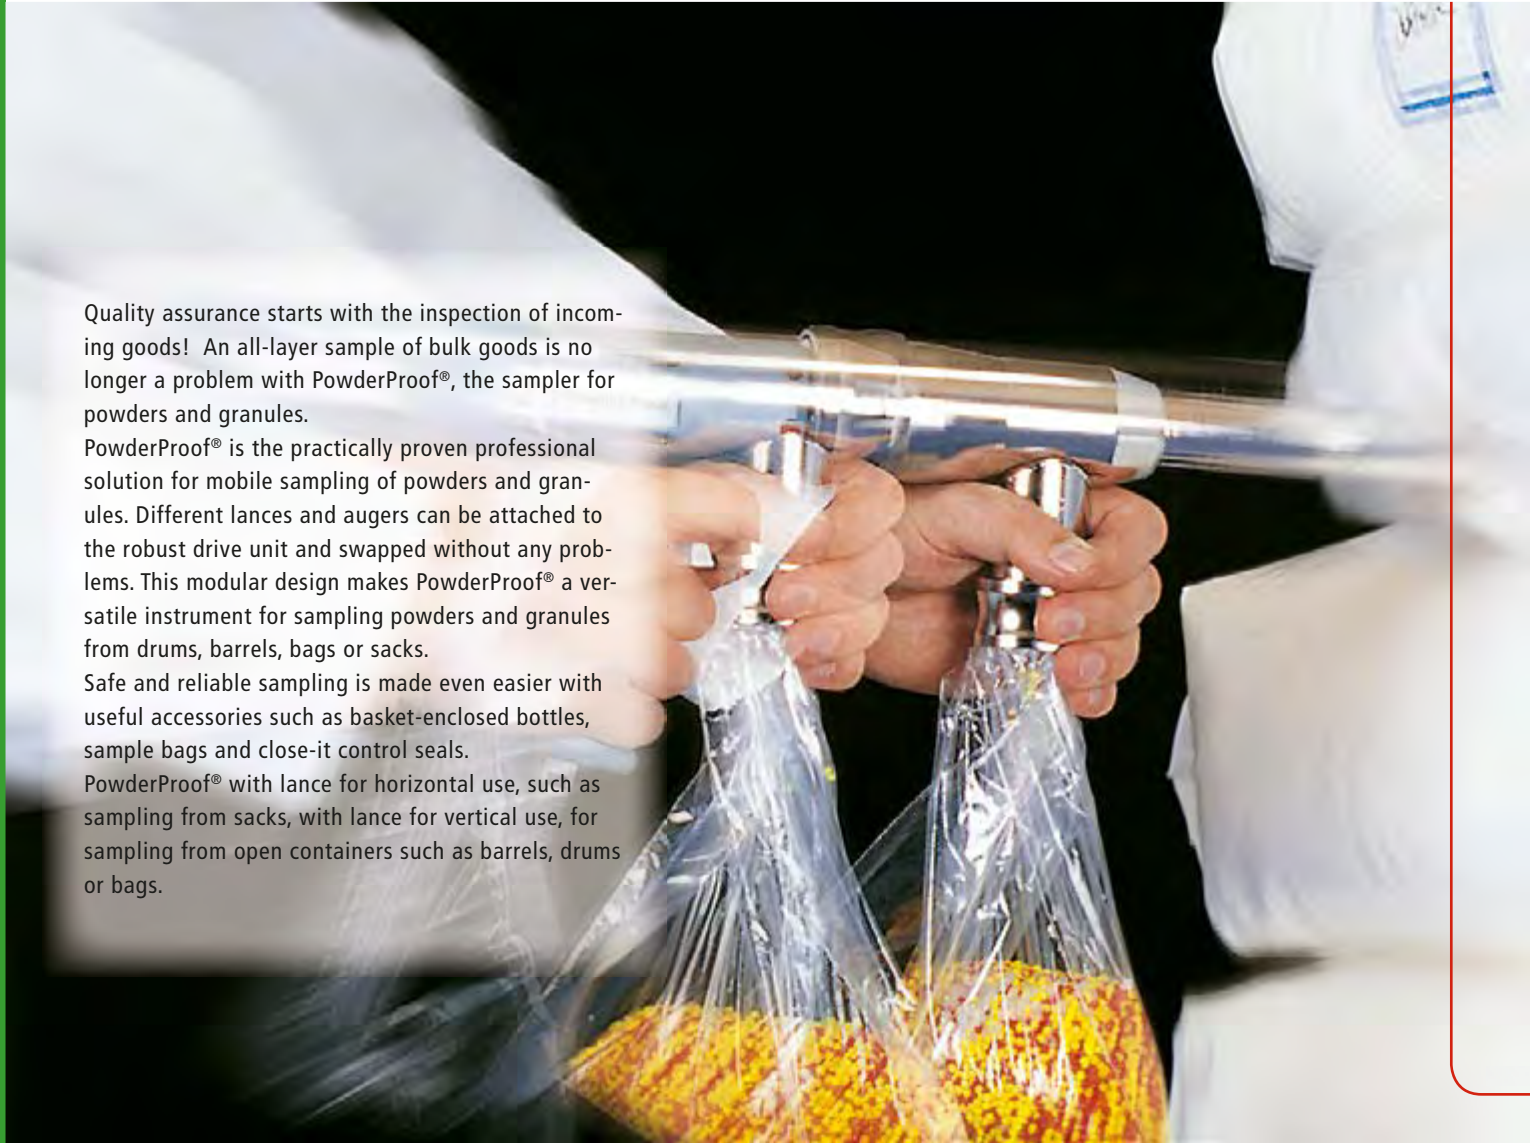 Quality assurance starts with the inspection of incom-
ing goods!  An all-layer sample of bulk goods is no
longer a problem with PowderProof®, the sampler for
powders and granules.
PowderProof® is the practically proven professional
solution for mobile sampling of powders and gran-
ules. Different lances and augers can be attached to
the robust drive unit and swapped without any prob-
lems. This modular design makes PowderProof® a ver-
satile instrument for sampling powders and granules
from drums, barrels, bags or sacks.
Safe and reliable sampling is made even easier with
useful accessories such as basket-enclosed bottles,
sample bags and close-it control seals.
PowderProof® with lance for horizontal use, such as
sampling from sacks, with lance for vertical use, for
sampling from open containers such as barrels, drums
or bags.